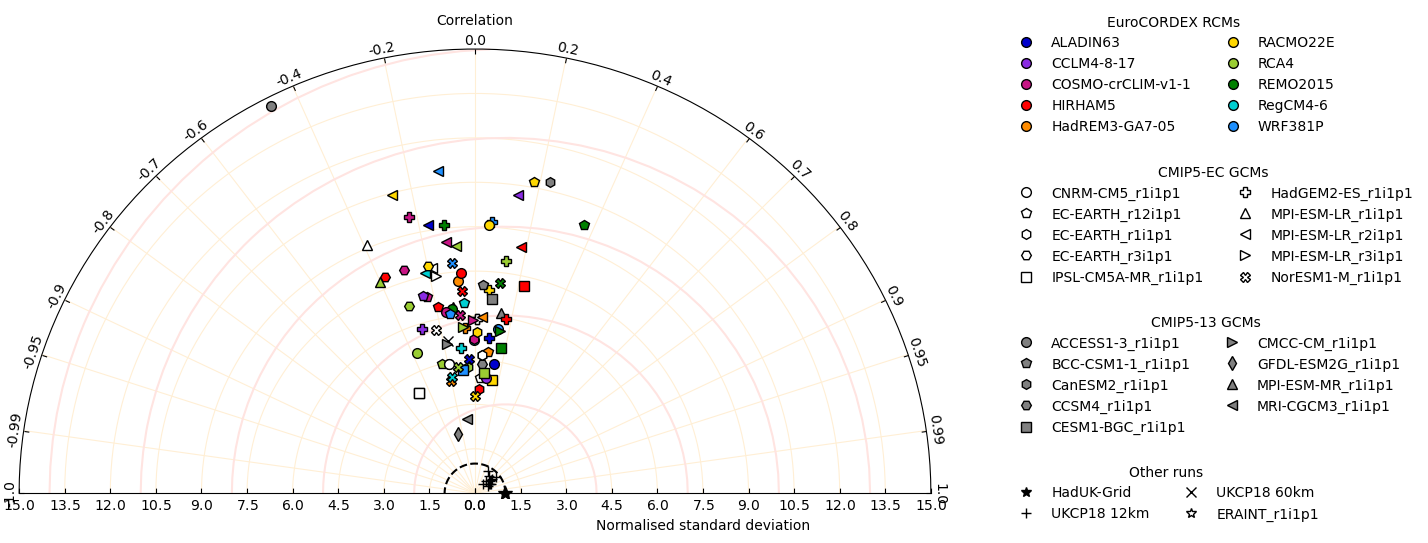 Correlation
-1.0
-0.99
-0.95
-0.9
-0.8
-0.7
-0.6
-0.4
-0.2
0.0
0.2
0.4
0.6
0.7
0.8
0.9
0.95
0.99
1.0
15.0 13.5 12.0 10.5 9.0 7.5 6.0 4.5 3.0 1.5 0.0 1.5 3.0 4.5 6.0 7.5 9.0 10.5 12.0 13.5 15.0
Normalised standard deviation
EuroCORDEX RCMs
ALADIN63 RACMO22E
CCLM4-8-17 RCA4
COSMO-crCLIM-v1-1 REMO2015
HIRHAM5 RegCM4-6
HadREM3-GA7-05 WRF381P
CMIP5-EC GCMs
CNRM-CM5_r1i1p1 HadGEM2-ES_r1i1p1
EC-EARTH_r12i1p1 MPI-ESM-LR_r1i1p1
EC-EARTH_r1i1p1 MPI-ESM-LR_r2i1p1
EC-EARTH_r3i1p1 MPI-ESM-LR_r3i1p1
IPSL-CM5A-MR_r1i1p1 NorESM1-M_r1i1p1
CMIP5-13 GCMs
ACCESS1-3_r1i1p1 CMCC-CM_r1i1p1
BCC-CSM1-1_r1i1p1 GFDL-ESM2G_r1i1p1
CanESM2_r1i1p1 MPI-ESM-MR_r1i1p1
CCSM4_r1i1p1 MRI-CGCM3_r1i1p1
CESM1-BGC_r1i1p1
Other runs
HadUK-Grid UKCP18 60km
UKCP18 12km ERAINT_r1i1p1